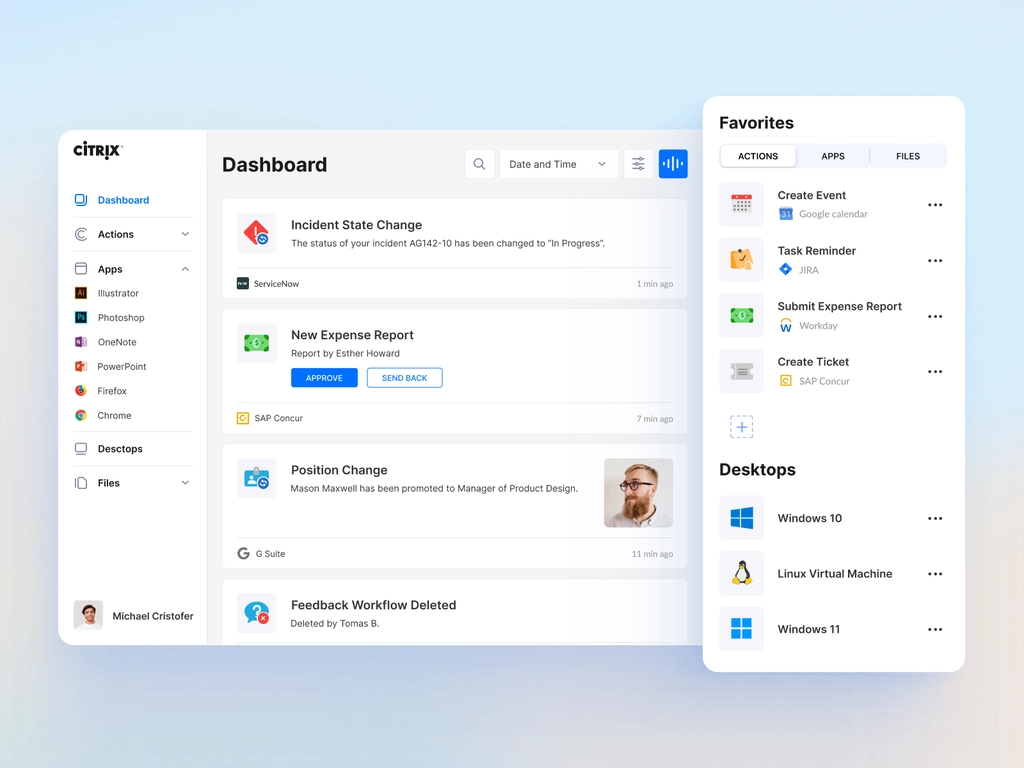 CİTRIX
Dashboard
Actions
Apps
Ai Illustrator
Ps Photoshop
N OneNote
P PowerPoint
Firefox
Chrome
Desctops
Files
Michael Cristofer
Dashboard
Date and Time
Incident State Change
The status of your incident AG142-10 has been changed to “In Progress”.
ServiceNow
1 min ago
New Expense Report
Report by Esther Howard
APPROVE
SEND BACK
SAP Concur
7 min ago
Position Change
Mason Maxwell has been promoted to Manager of Product Design.
G Suite
11 min ago
Feedback Workflow Deleted
Deleted by Tomas B.
Favorites
ACTIONS
APPS
FILES
Create Event
31 Google calendar
Task Reminder
JIRA
Submit Expense Report
Workday
Create Ticket
SAP Concur
Desktops
Windows 10
Linux Virtual Machine
Windows 11